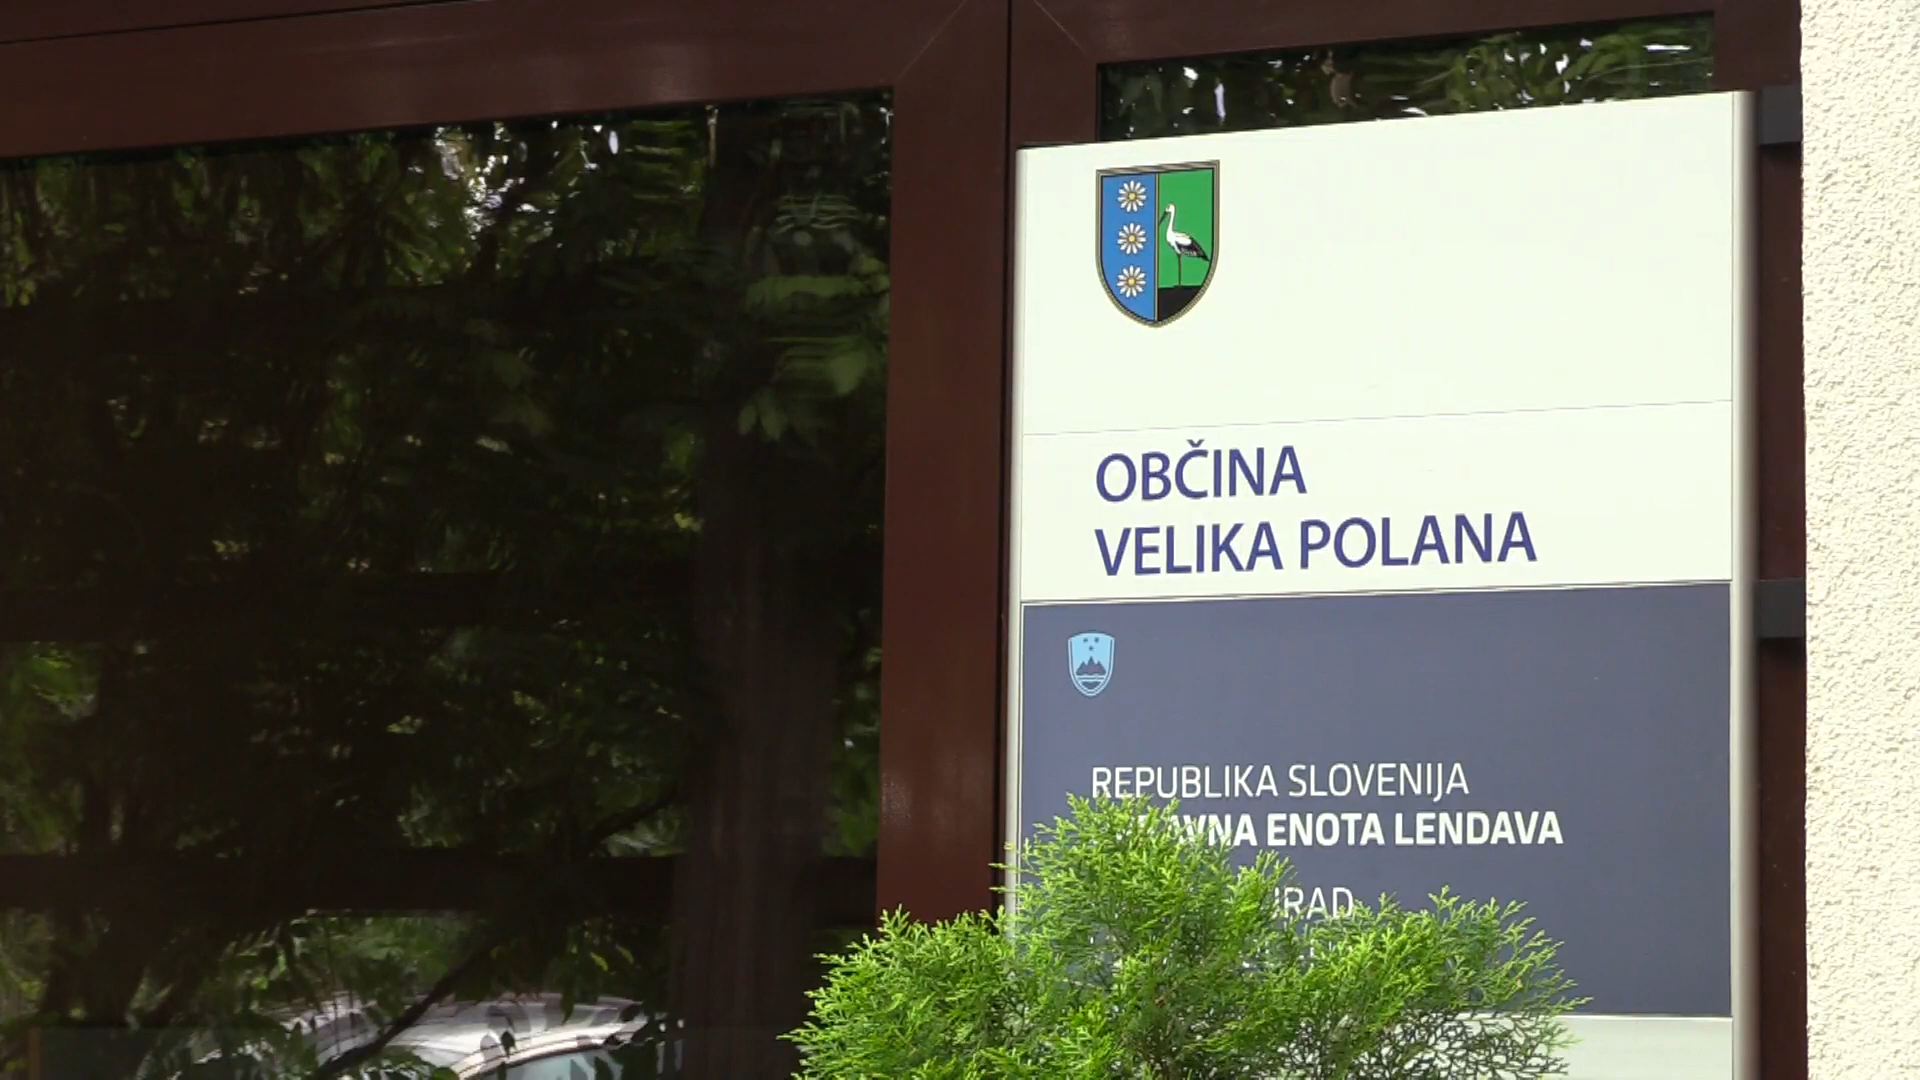 OBČINA
VELIKA POLANA
REPUBLIKA SLOVENIJA
ENOTA LENDAVA